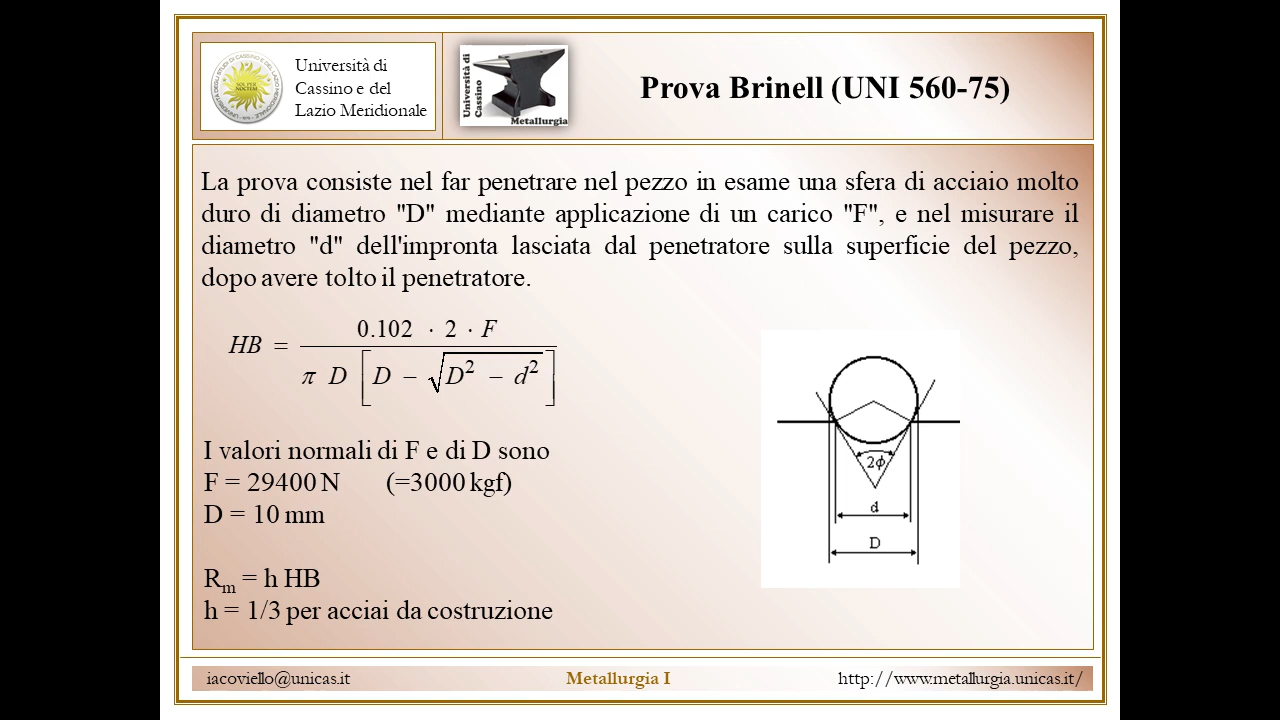 Università di
Cassino e del
Lazio Meridionale
Università di
Cassino
Metallurgia
Prova Brinell (UNI 560-75)
La prova consiste nel far penetrare nel pezzo in esame una sfera di acciaio molto
duro di diametro "D" mediante applicazione di un carico "F", e nel misurare il
diametro "d" dell'impronta lasciata dal penetratore sulla superficie del pezzo,
dopo avere tolto il penetratore.
HB = 0.102 · 2 · F / π D [D − √(D² − d²)]
I valori normali di F e di D sono
F = 29400 N (=3000 kgf)
D = 10 mm
Rm = h HB
h = 1/3 per acciai da costruzione
2ϕ
d
D
iacoviello@unicas.it
Metallurgia I
http://www.metallurgia.unicas.it/